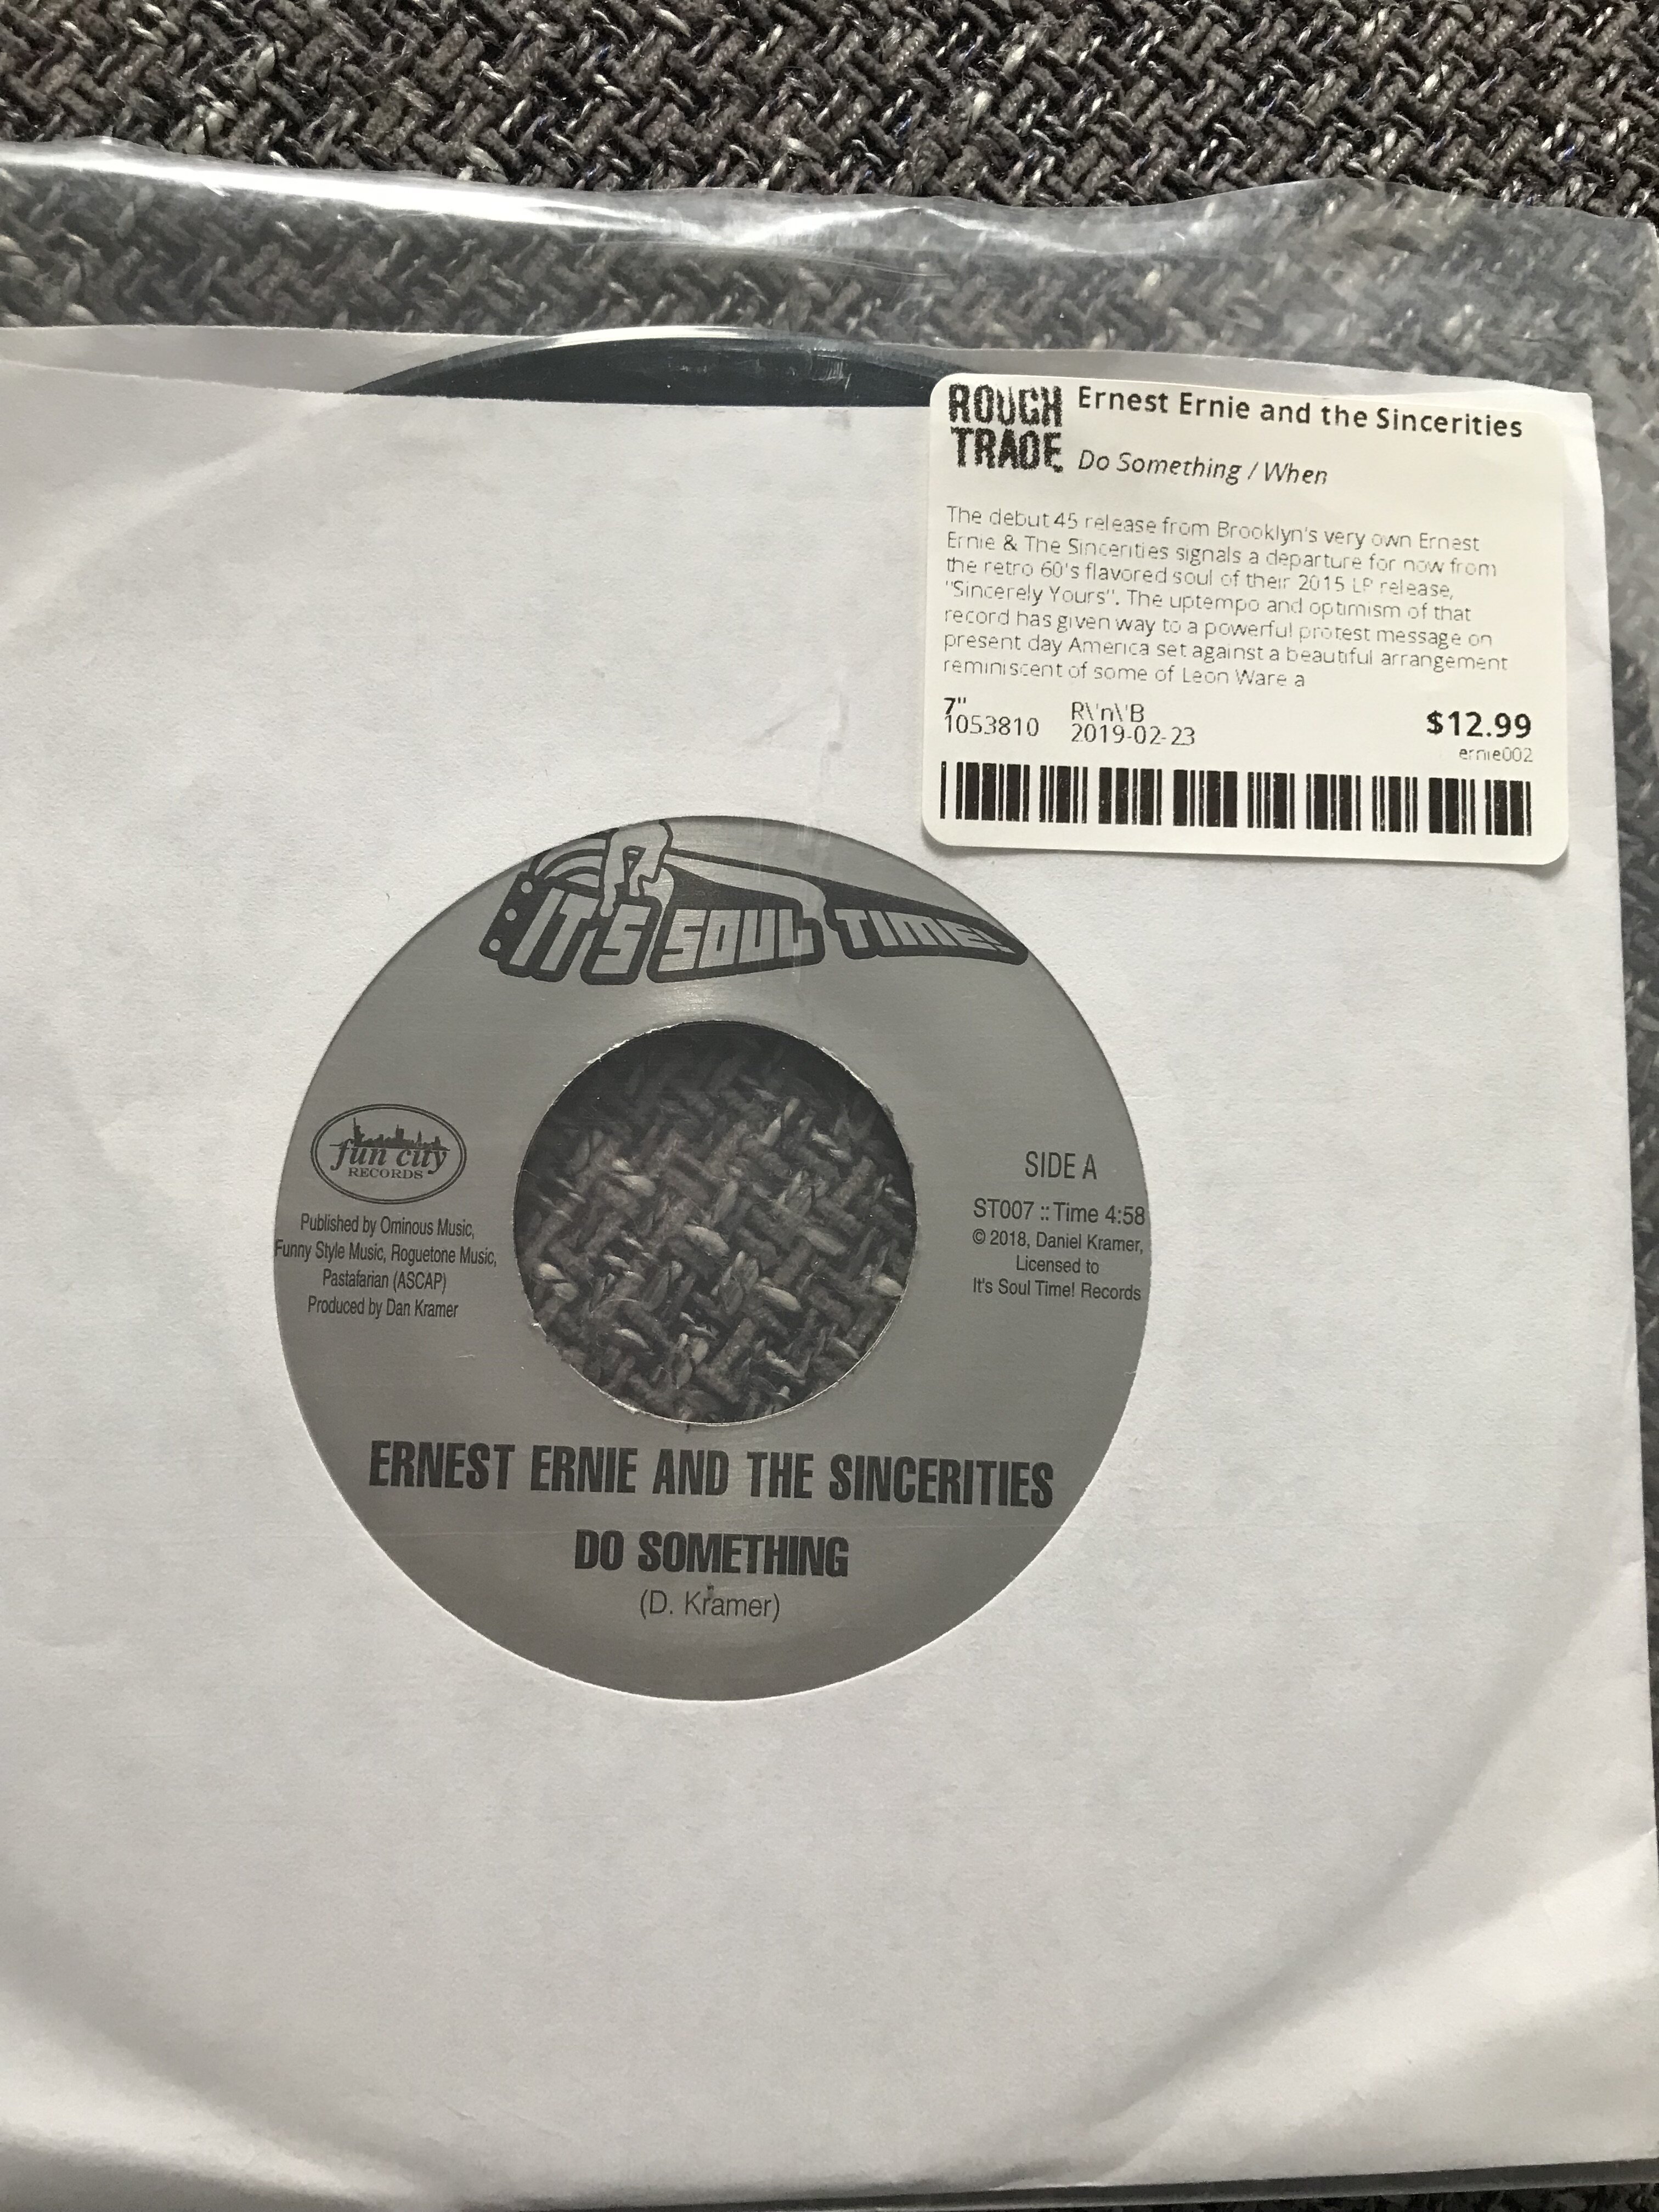 ROUGH TRADE
Ernest Ernie and the Sincerities
Do Something / When
The debut 45 release from Brooklyn's very own Ernest
Ernie & The Sincerities signals a departure for now from
the retro 60's flavored soul of their 2015 LP release,
"Sincerely Yours". The uptempo and optimism of that
record has given way to a powerful protest message on
present day America set against a beautiful arrangement
reminiscent of some of Leon Ware a
7"
1053810
R\'n\'B
2019-02-23
$12.99
ernie002
IT'S SOUL TIME!
fun city
RECORDS
Published by Ominous Music,
Funny Style Music, Roguetone Music,
Pastafarian (ASCAP)
Produced by Dan Kramer
SIDE A
ST007 :: Time 4:58
© 2018, Daniel Kramer,
Licensed to
It's Soul Time! Records
ERNEST ERNIE AND THE SINCERITIES
DO SOMETHING
(D. Kramer)